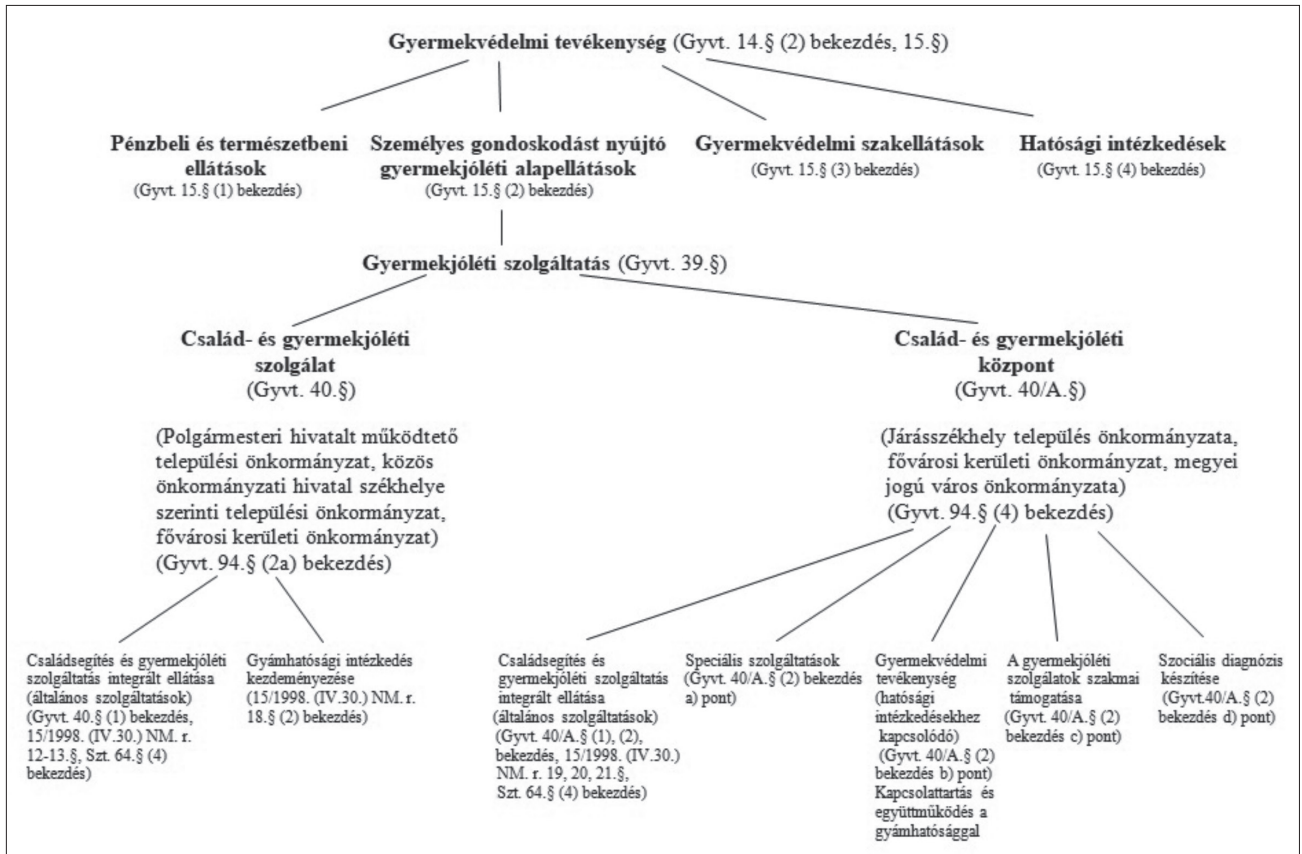 Gyermekvédelmi tevékenység (Gyvt. 14.§ (2) bekezdés, 15.§)
Pénzbeli és természetbeni
ellátások
(Gyvt. 15.§ (1) bekezdés)
Személyes gondoskodást nyújtó
gyermekjóléti alapellátások
(Gyvt. 15.§ (2) bekezdés)
Gyermekvédelmi szakellátások
(Gyvt. 15.§ (3) bekezdés)
Hatósági intézkedések
(Gyvt. 15.§ (4) bekezdés)
Gyermekjóléti szolgáltatás (Gyvt. 39.§)
Család- és gyermekjóléti
szolgálat
(Gyvt. 40.§)
(Polgármesteri hivatalt működtető
települési önkormányzat, közös
önkormányzati hivatal székhelye
szerinti települési önkormányzat,
fővárosi kerületi önkormányzat)
(Gyvt. 94.§ (2a) bekezdés)
Család- és gyermekjóléti
központ
(Gyvt. 40/A.§)
(Járásszékhely település önkormányzata,
fővárosi kerületi önkormányzat, megyei
jogú város önkormányzata)
(Gyvt. 94.§ (4) bekezdés)
Családsegítés és gyermekjóléti
szolgáltatás integrált ellátása
(általános szolgáltatások)
(Gyvt. 40.§ (1) bekezdés,
15/1998. (IV.30.) NM. r.
12-13.§, Szt. 64.§ (4)
bekezdés)
Gyámhatósági intézkedés
kezdeményezése
(15/1998. (IV.30.) NM. r.
18.§ (2) bekezdés)
Családsegítés és
gyermekjóléti szolgáltatás
integrált ellátása
(általános szolgáltatások)
(Gyvt. 40/A.§ (1), (2),
bekezdés, 15/1998. (IV.30.)
NM. r. 19, 20, 21.§,
Szt. 64.§ (4) bekezdés)
Speciális szolgáltatások
(Gyvt. 40/A.§ (2) bekezdés
a) pont)
Gyermekvédelmi
tevékenység
(hatósági
intézkedésekhez
kapcsolódó)
(Gyvt. 40/A.§ (2)
bekezdés b) pont)
Kapcsolattartás és
együttműködés a
gyámhatósággal
A gyermekjóléti
szolgálatok szakmai
támogatása
(Gyvt. 40/A.§ (2)
bekezdés c) pont)
Szociális diagnózis
készítése
(Gyvt.40/A.§ (2)
bekezdés d) pont)